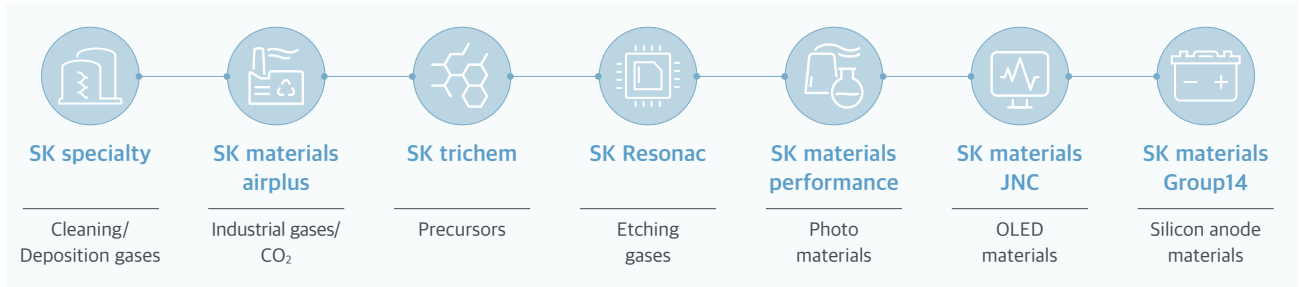 SK specialty
Cleaning/
Deposition gases
SK materials
airplus
Industrial gases/
CO₂
SK trichem
Precursors
SK Resonac
Etching
gases
SK materials
performance
Photo
materials
SK materials
JNC
OLED
materials
SK materials
Group14
Silicon anode
materials